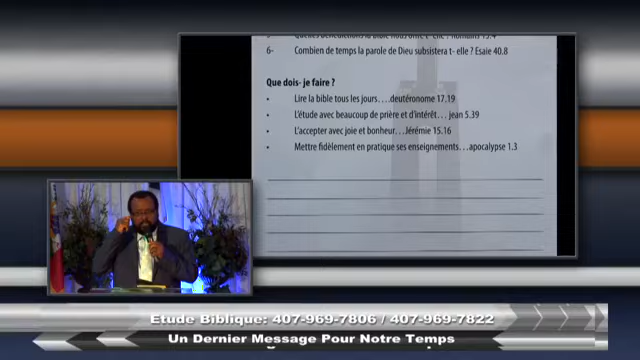 6- Combien de temps la parole de Dieu subsistera t- elle ? Esaie 40.8
Que dois- je faire ?
• Lire la bible tous les jours….deutéronome 17.19
• L'étude avec beaucoup de prière et d'intérêt… jean 5.39
• L'accepter avec joie et bonheur…Jérémie 15.16
• Mettre fidèlement en pratique ses enseignements…apocalypse 1.3
Etude Biblique: 407-969-7806 / 407-969-7822
Un Dernier Message Pour Notre Temps